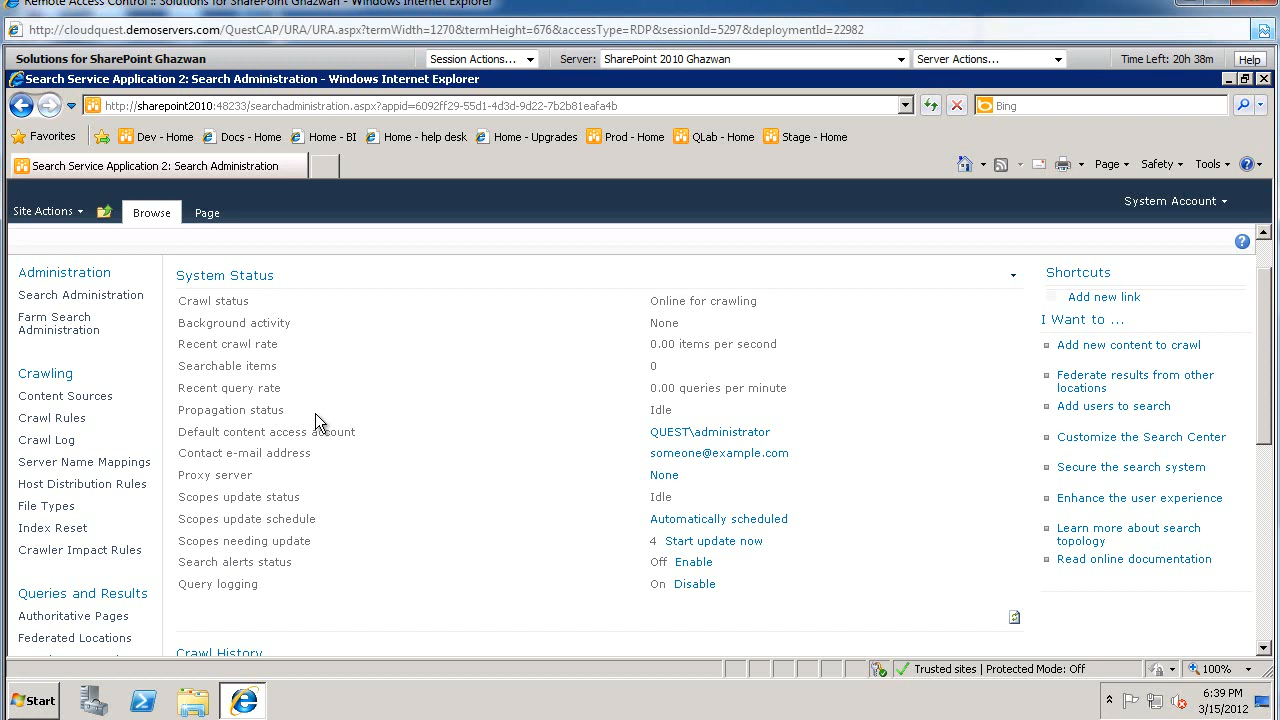 Remote Access Control :: Solutions for SharePoint Ghazwan - Windows Internet Explorer
http://cloudquest.demoservers.com/QuestCAP/URA/URA.aspx?termWidth=1270&termHeight=676&accessType=RDP&sessionId=5297&deploymentId=22982
Solutions for SharePoint Ghazwan Session Actions... Server: SharePoint 2010 Ghazwan Server Actions... Time Left: 20h 38m Help
Search Service Application 2: Search Administration - Windows Internet Explorer
http://sharepoint2010:48233/searchadministration.aspx?appid=6092ff29-55d1-4d3d-9d22-7b2b81eafa4b Bing
Favorites Dev - Home Docs - Home Home - BI Home - help desk Home - Upgrades Prod - Home QLab - Home Stage - Home
Search Service Application 2: Search Administration Page Safety Tools
Site Actions Browse Page System Account
Administration
Search Administration
Farm Search
Administration
Crawling
Content Sources
Crawl Rules
Crawl Log
Server Name Mappings
Host Distribution Rules
File Types
Index Reset
Crawler Impact Rules
Queries and Results
Authoritative Pages
Federated Locations
System Status
Crawl status Online for crawling
Background activity None
Recent crawl rate 0.00 items per second
Searchable items 0
Recent query rate 0.00 queries per minute
Propagation status Idle
Default content access account QUEST\administrator
Contact e-mail address someone@example.com
Proxy server None
Scopes update status Idle
Scopes update schedule Automatically scheduled
Scopes needing update 4 Start update now
Search alerts status Off Enable
Query logging On Disable
Crawl History
Shortcuts
Add new link
I Want to ...
Add new content to crawl
Federate results from other
locations
Add users to search
Customize the Search Center
Secure the search system
Enhance the user experience
Learn more about search
topology
Read online documentation
Trusted sites | Protected Mode: Off 100%
Start 6:39 PM
3/15/2012